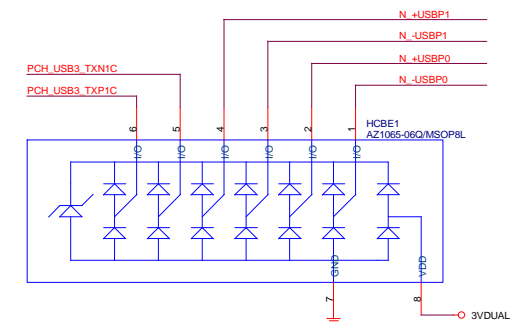 N_+USBP1
N_-USBP1
N_+USBP0
PCH_USB3_TXN1C
N_-USBP0
PCH_USB3_TXP1C
HCBE1
AZ1065-06Q/MSOP8L
6 5 4 3 2 1
I/O I/O I/O I/O I/O I/O
GND VDD
7 8
3VDUAL